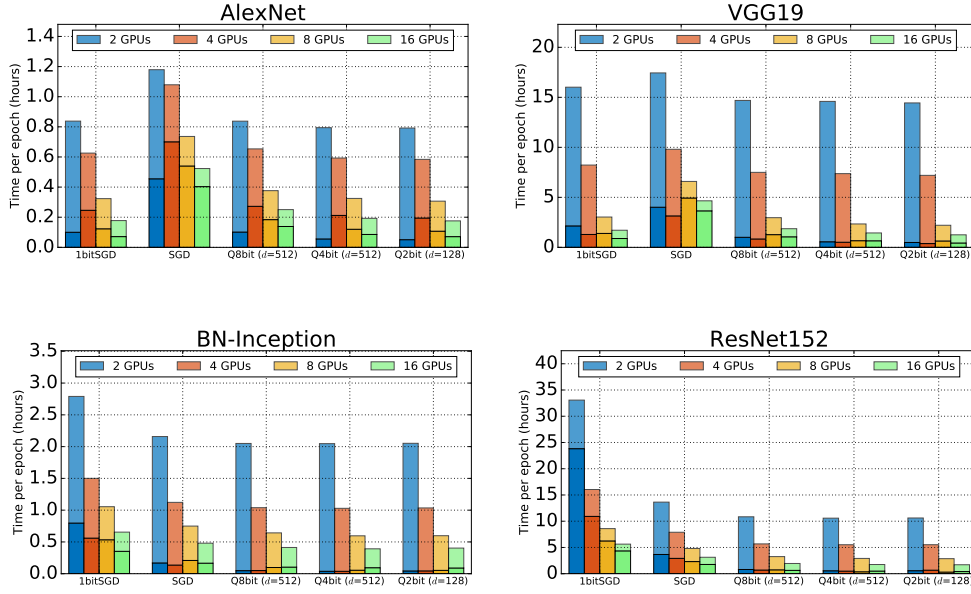 AlexNet
Time per epoch (hours)
1.4
1.2
1.0
0.8
0.6
0.4
0.2
0.0
2 GPUs 4 GPUs 8 GPUs 16 GPUs
1bitSGD SGD Q8bit (d=512) Q4bit (d=512) Q2bit (d=128)
VGG19
Time per epoch (hours)
20
15
10
5
0
2 GPUs 4 GPUs 8 GPUs 16 GPUs
1bitSGD SGD Q8bit (d=512) Q4bit (d=512) Q2bit (d=128)
BN-Inception
Time per epoch (hours)
3.5
3.0
2.5
2.0
1.5
1.0
0.5
0.0
2 GPUs 4 GPUs 8 GPUs 16 GPUs
1bitSGD SGD Q8bit (d=512) Q4bit (d=512) Q2bit (d=128)
ResNet152
Time per epoch (hours)
40
35
30
25
20
15
10
5
0
2 GPUs 4 GPUs 8 GPUs 16 GPUs
1bitSGD SGD Q8bit (d=512) Q4bit (d=512) Q2bit (d=128)